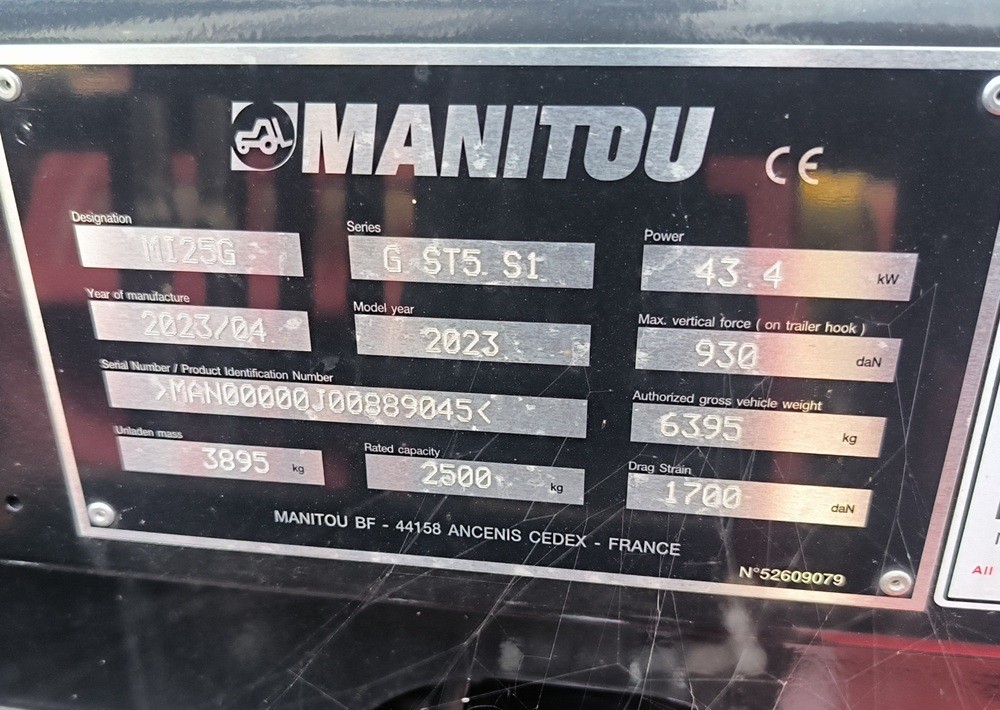 MANITOU CE
Designation
MI25G
Series
G ST5 S1
Power
43.4 kW
Year of manufacture
2023/04
Model year
2023
Max. vertical force ( on trailer hook )
930 daN
Serial Number / Product Identification Number
>MAN00000J00889045<
Authorized gross vehicle weight
6395 kg
Unladen mass
3895 kg
Rated capacity
2500 kg
Drag Strain
1700 daN
MANITOU BF - 44158 ANCENIS CEDEX - FRANCE
N°52609079
All